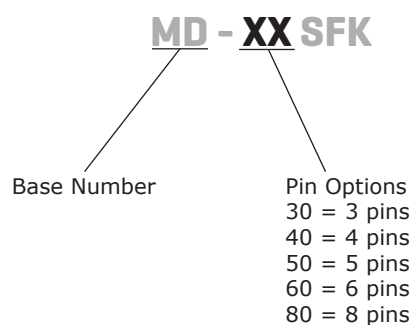 MD - XX SFK
Base Number
Pin Options
30 = 3 pins
40 = 4 pins
50 = 5 pins
60 = 6 pins
80 = 8 pins